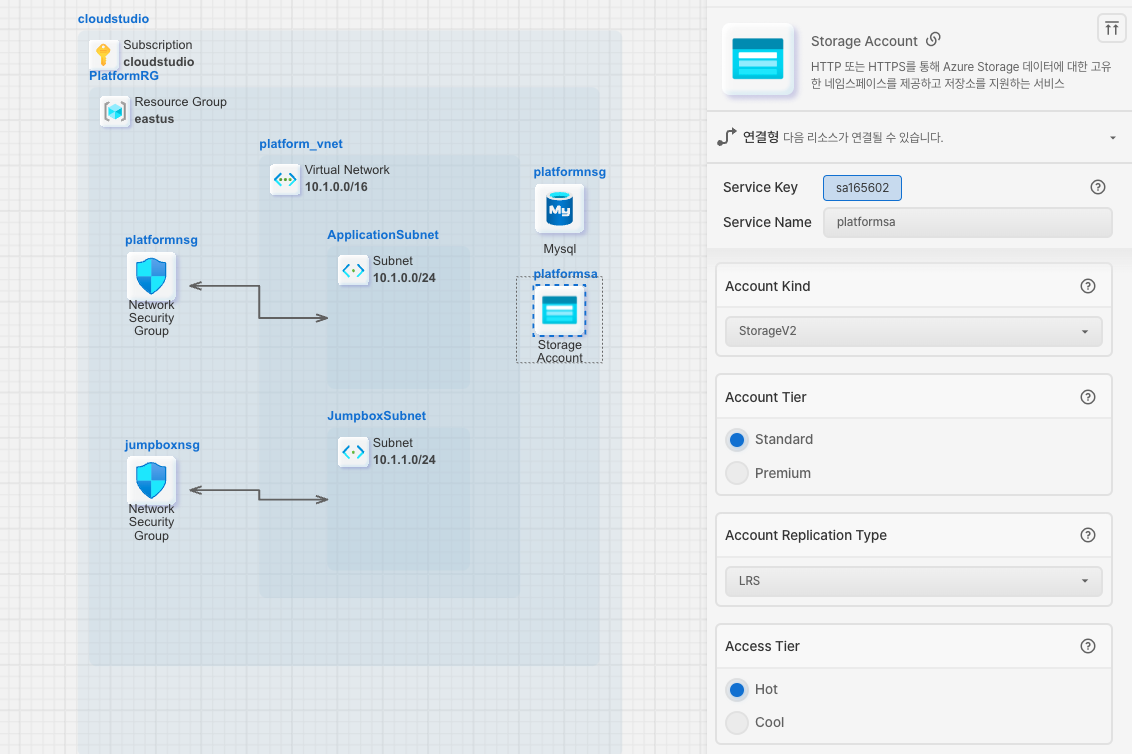 cloudstudio
Subscription
cloudstudio
PlatformRG
Resource Group
eastus
platform_vnet
Virtual Network
10.1.0.0/16
platformnsg
Mysql
platformnsg
Network
Security
Group
ApplicationSubnet
Subnet
10.1.0.0/24
platformsa
Storage
Account
JumpboxSubnet
Subnet
10.1.1.0/24
jumpboxnsg
Network
Security
Group
Storage Account
HTTP 또는 HTTPS를 통해 Azure Storage 데이터에 대한 고유
한 네임스페이스를 제공하고 저장소를 지원하는 서비스
연결형 다음 리소스가 연결될 수 있습니다.
Service Key sa165602
Service Name platformsa
Account Kind
StorageV2
Account Tier
Standard
Premium
Account Replication Type
LRS
Access Tier
Hot
Cool